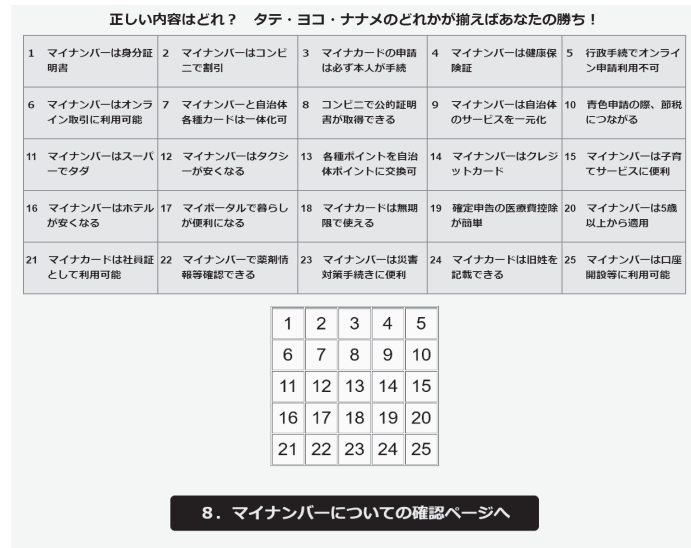 正しい内容はどれ？　タテ・ヨコ・ナナメのどれかが揃えばあなたの勝ち！
1　マイナンバーは身分証
明書
2　マイナンバーはコンビ
ニで割引
3　マイナカードの申請
は必ず本人が手続
4　マイナンバーは健康保
険証
5　行政手続でオンライ
ン申請利用不可
6　マイナンバーはオンラ
イン取引に利用可能
7　マイナンバーと自治体
各種カードは一体化可
8　コンビニで公的証明
書が取得できる
9　マイナンバーは自治体
のサービスを一元化
10　青色申請の際、節税
につながる
11　マイナンバーはスーパ
ーでタダ
12　マイナンバーはタクシ
ーが安くなる
13　各種ポイントを自治
体ポイントに交換可
14　マイナンバーはクレジ
ットカード
15　マイナンバーは子育
てサービスに便利
16　マイナンバーはホテル
が安くなる
17　マイポータルで暮らし
が便利になる
18　マイナカードは無期
限で使える
19　確定申告の医療費控除
が簡単
20　マイナンバーは5歳
以上から適用
21　マイナカードは社員証
として利用可能
22　マイナンバーで薬剤情
報等確認できる
23　マイナンバーは災害
対策手続きに便利
24　マイナカードは旧姓を
記載できる
25　マイナンバーは口座
開設等に利用可能
1 2 3 4 5
6 7 8 9 10
11 12 13 14 15
16 17 18 19 20
21 22 23 24 25
8．マイナンバーについての確認ページへ